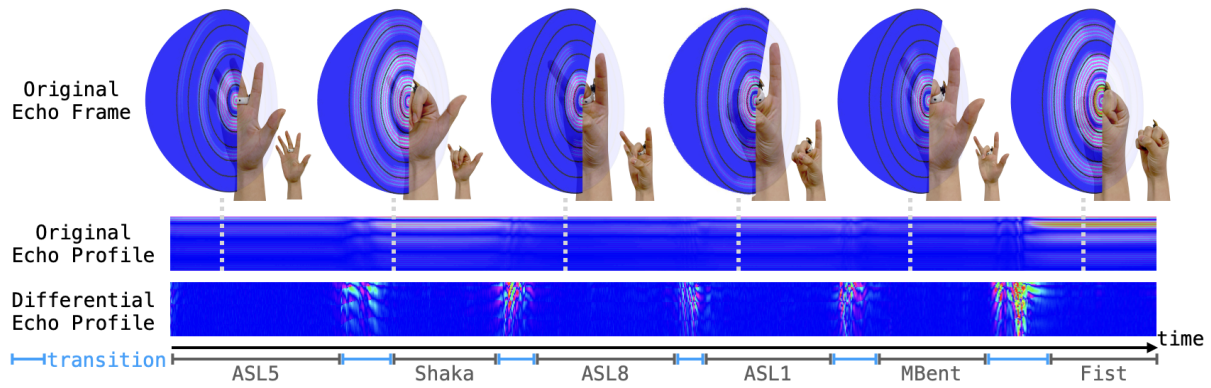 Original
Echo Frame
Original
Echo Profile
Differential
Echo Profile
time
transition
ASL5 Shaka ASL8 ASL1 MBent Fist